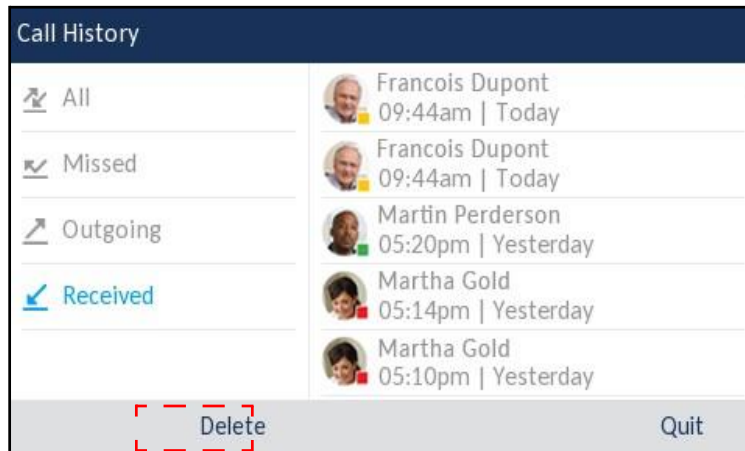 Call History
All
Missed
Outgoing
Received
Francois Dupont
09:44am | Today
Francois Dupont
09:44am | Today
Martin Perderson
05:20pm | Yesterday
Martha Gold
05:14pm | Yesterday
Martha Gold
05:10pm | Yesterday
Delete
Quit